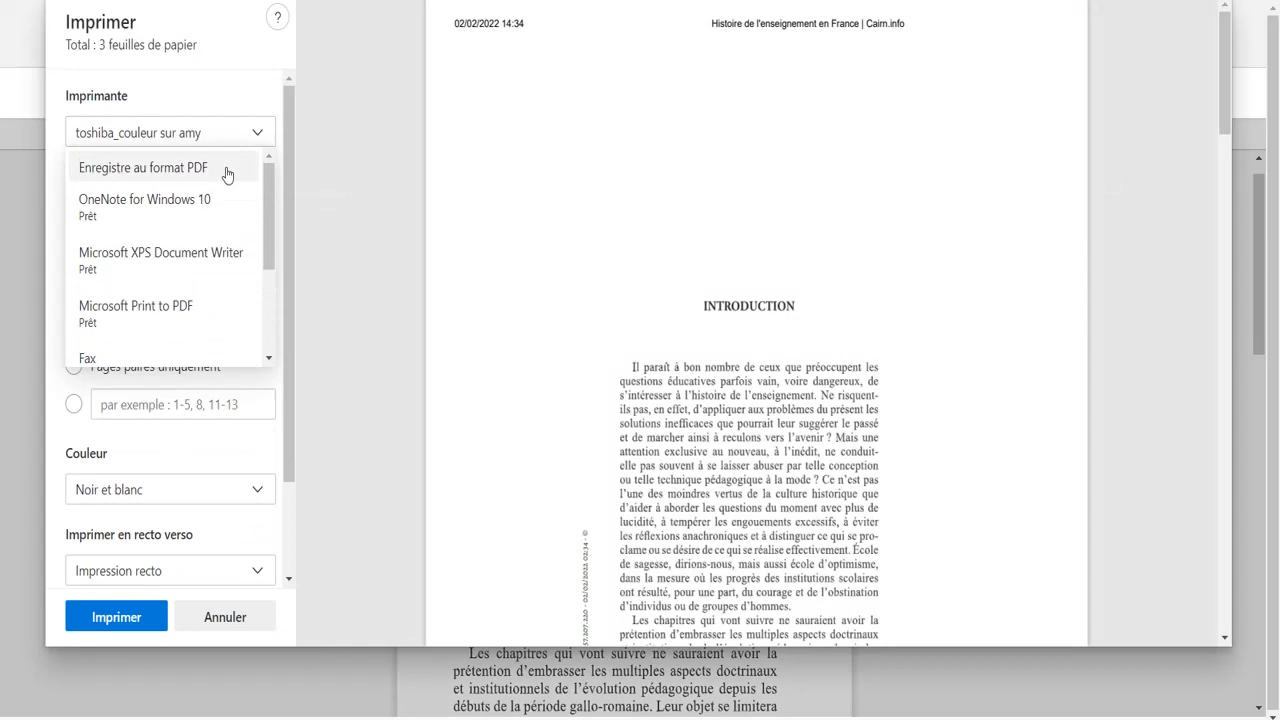 Imprimer
?
Total : 3 feuilles de papier
Imprimante
toshiba_couleur sur amy
Enregistre au format PDF
OneNote for Windows 10
Prêt
Microsoft XPS Document Writer
Prêt
Microsoft Print to PDF
Prêt
Fax
Pages paires uniquement
par exemple : 1-5, 8, 11-13
Couleur
Noir et blanc
Imprimer en recto verso
Impression recto
Imprimer
Annuler
02/02/2022 14:34
Histoire de l'enseignement en France | Cairn.info
INTRODUCTION
Il paraît à bon nombre de ceux que préoccupent les
questions éducatives parfois vain, voire dangereux, de
s'intéresser à l'histoire de l'enseignement. Ne risquent-
ils pas, en effet, d'appliquer aux problèmes du présent les
solutions inefficaces que pourrait leur suggérer le passé
et de marcher ainsi à reculons vers l'avenir ? Mais une
attention exclusive au nouveau, à l'inédit, ne conduit-
elle pas souvent à se laisser abuser par telle conception
ou telle technique pédagogique à la mode ? Ce n'est pas
l'une des moindres vertus de la culture historique que
d'aider à aborder les questions du moment avec plus de
lucidité, à tempérer les engouements excessifs, à éviter
les réflexions anachroniques et à distinguer ce qui se pro-
clame ou se désire de ce qui se réalise effectivement. École
de sagesse, dirions-nous, mais aussi école d'optimisme,
dans la mesure où les progrès des institutions scolaires
ont résulté, pour une part, du courage et de l'obstination
d'individus ou de groupes d'hommes.
Les chapitres qui vont suivre ne sauraient avoir la
prétention d'embrasser les multiples aspects doctrinaux
57.207.220 - 02/02/2022 02:34 - ©
Les chapitres qui vont suivre ne sauraient avoir la
prétention d'embrasser les multiples aspects doctrinaux
et institutionnels de l'évolution pédagogique depuis les
débuts de la période gallo-romaine. Leur objet se limitera